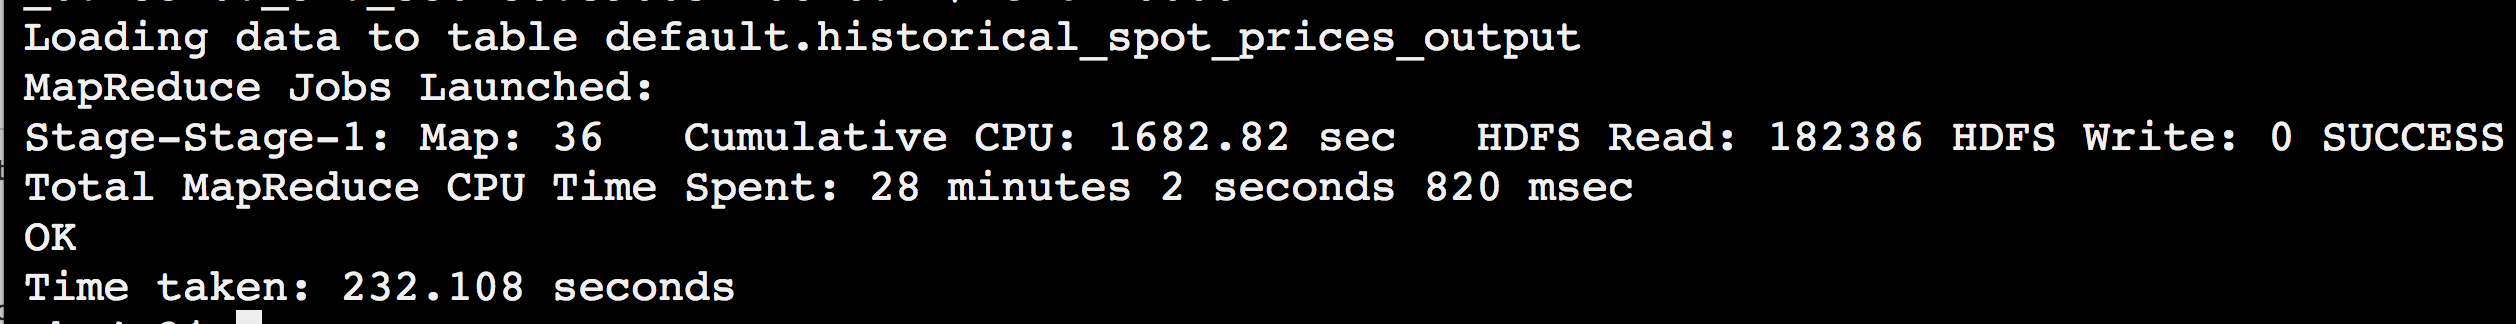 Loading data to table default.historical_spot_prices_output
MapReduce Jobs Launched:
Stage-Stage-1: Map: 36   Cumulative CPU: 1682.82 sec   HDFS Read: 182386 HDFS Write: 0 SUCCESS
Total MapReduce CPU Time Spent: 28 minutes 2 seconds 820 msec
OK
Time taken: 232.108 seconds